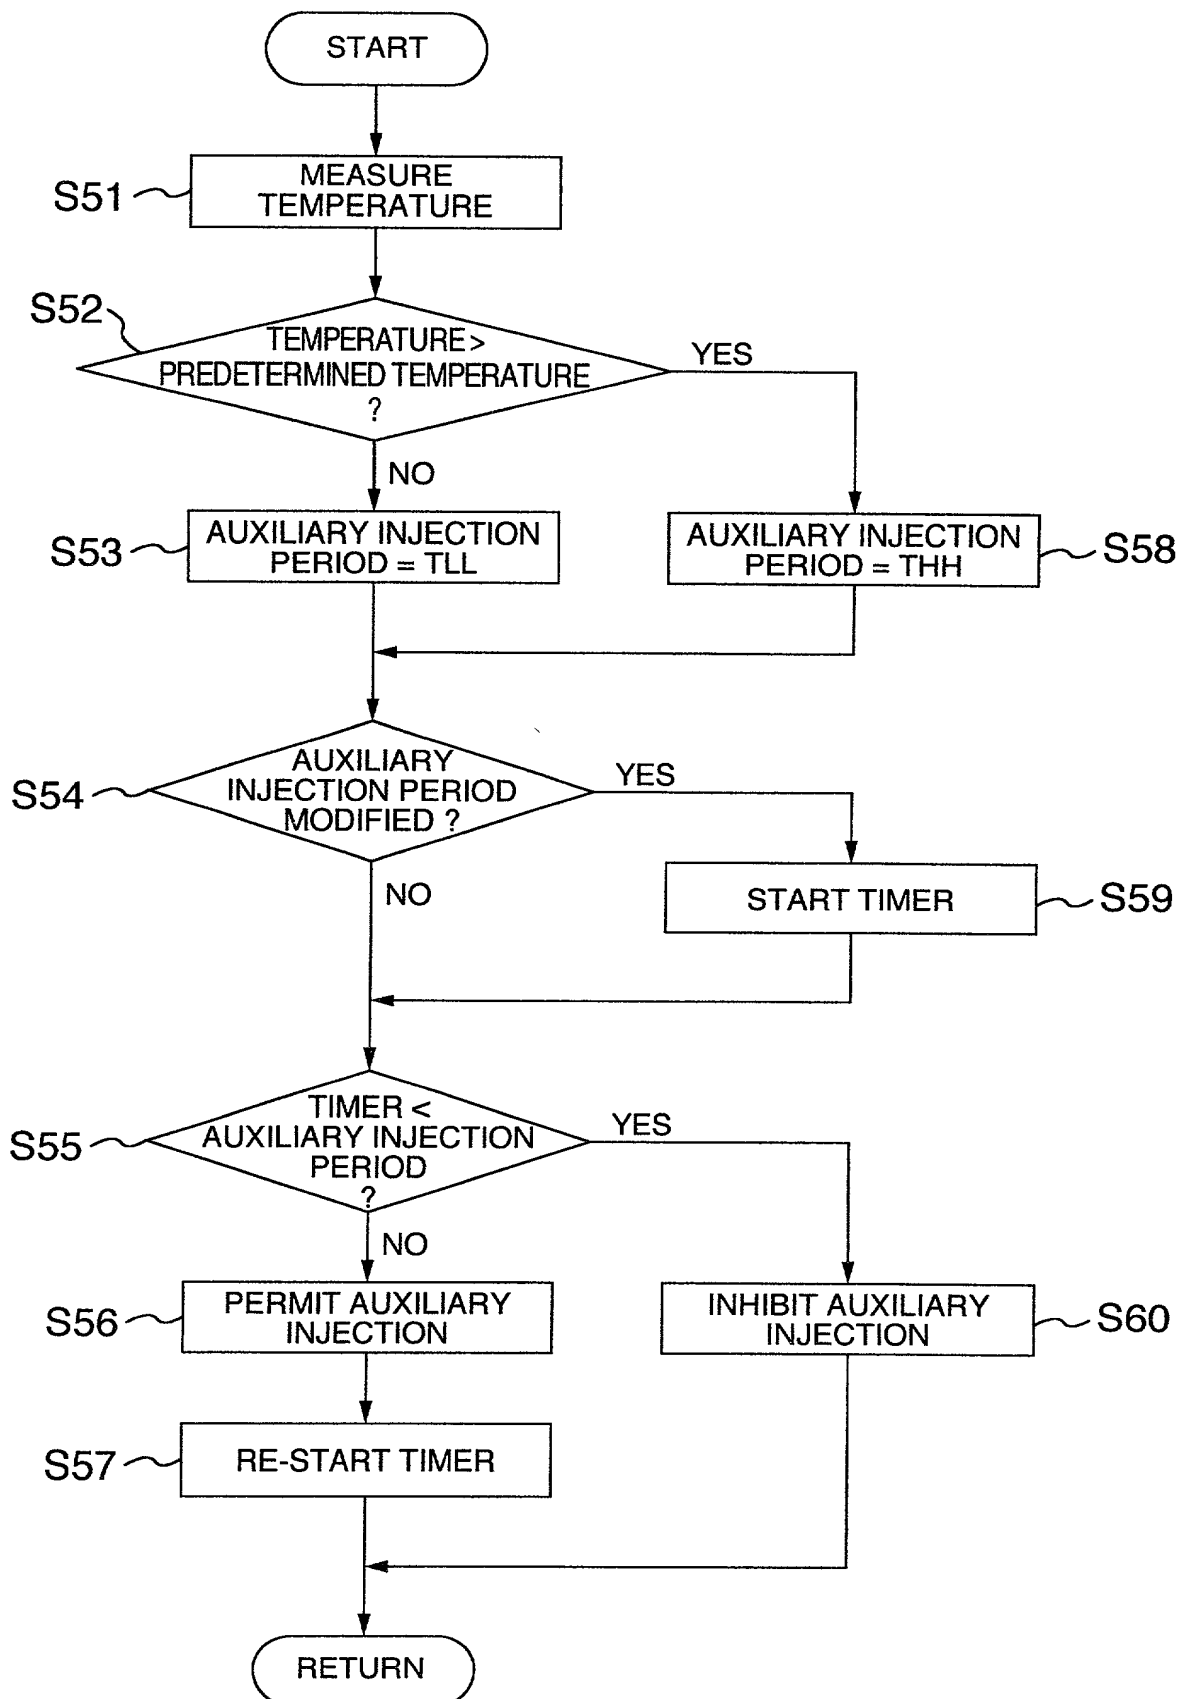 START
MEASURE
TEMPERATURE
S51
S52
TEMPERATURE >
PREDETERMINED TEMPERATURE
?
YES
NO
S53
AUXILIARY INJECTION
PERIOD = TLL
AUXILIARY INJECTION
PERIOD = THH
S58
S54
AUXILIARY
INJECTION PERIOD
MODIFIED ?
YES
NO
START TIMER
S59
S55
TIMER <
AUXILIARY INJECTION
PERIOD
?
YES
NO
S56
PERMIT AUXILIARY
INJECTION
INHIBIT AUXILIARY
INJECTION
S60
S57
RE-START TIMER
RETURN